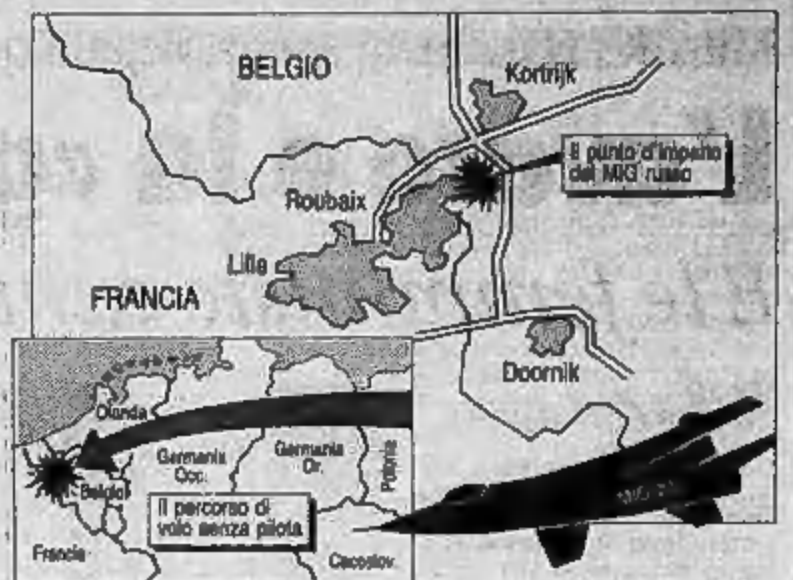 BELGIO
Kortrijk
Il punto d'impatto
del MIG russo
Roubaix
Lille
FRANCIA
Doornik
Olanda
Germania
Occ.
Germania
Or.
Polonia
Belgio
Il percorso di
volo senza pilota
Francia
Cecoslov.
MIG